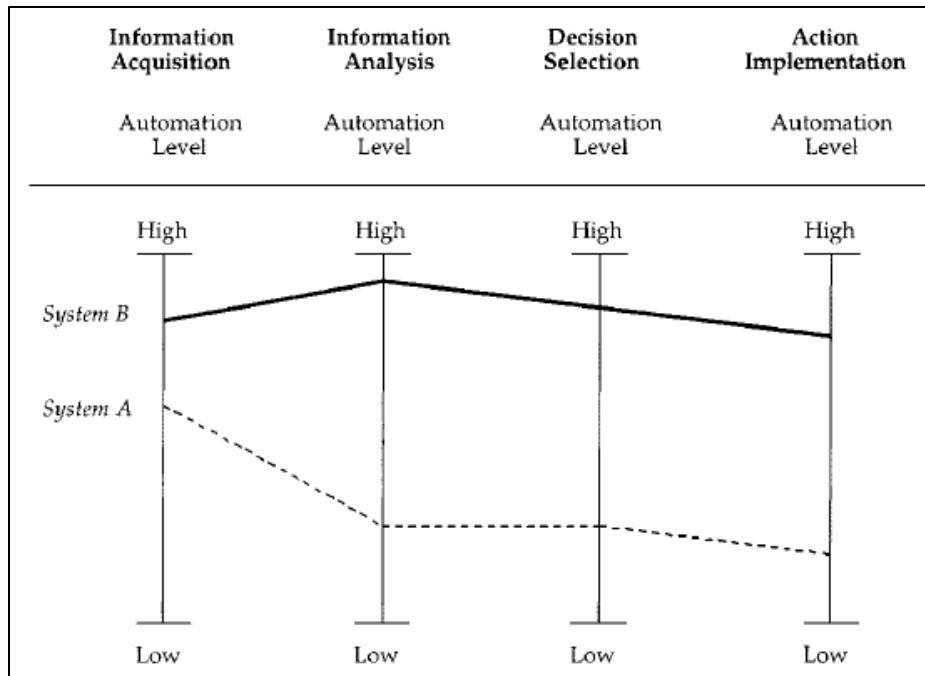 Information Acquisition
Information Analysis
Decision Selection
Action Implementation
Automation Level
Automation Level
Automation Level
Automation Level
High
High
High
High
System B
System A
Low
Low
Low
Low